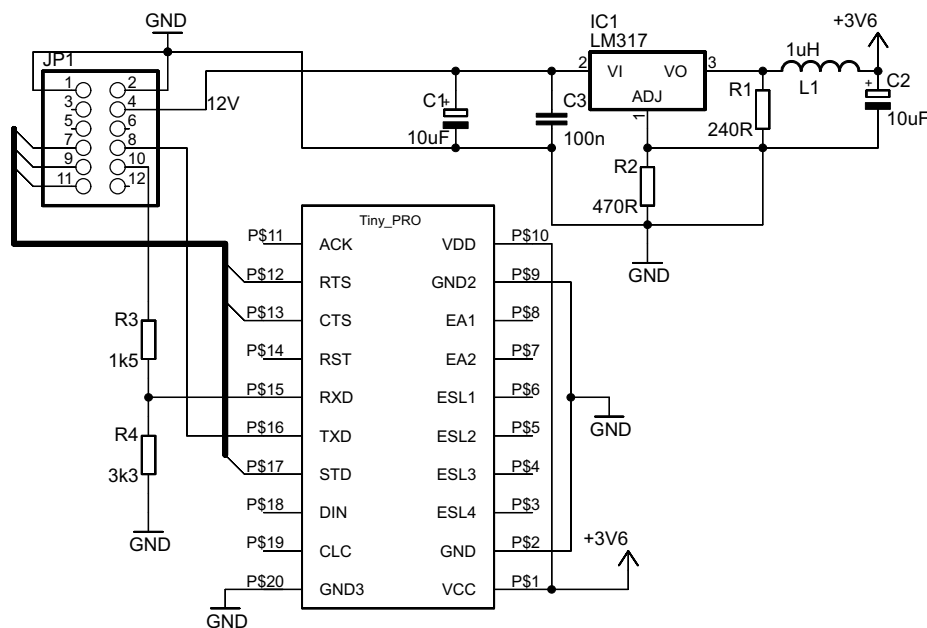 GND
JP1
1 2
3 4
5 6
7 8
9 10
11 12
12V
C1
+
10uF
C3
100n
IC1
LM317
2 VI VO 3
ADJ
1
R1
240R
R2
470R
GND
1uH
L1
+3V6
C2
+
10uF
R3
1k5
R4
3k3
GND
Tiny_PRO
P$11 ACK VDD P$10
P$12 RTS GND2 P$9
P$13 CTS EA1 P$8
P$14 RST EA2 P$7
P$15 RXD ESL1 P$6
P$16 TXD ESL2 P$5
P$17 STD ESL3 P$4
P$18 DIN ESL4 P$3
P$19 CLC GND P$2
P$20 GND3 VCC P$1
GND
GND
+3V6